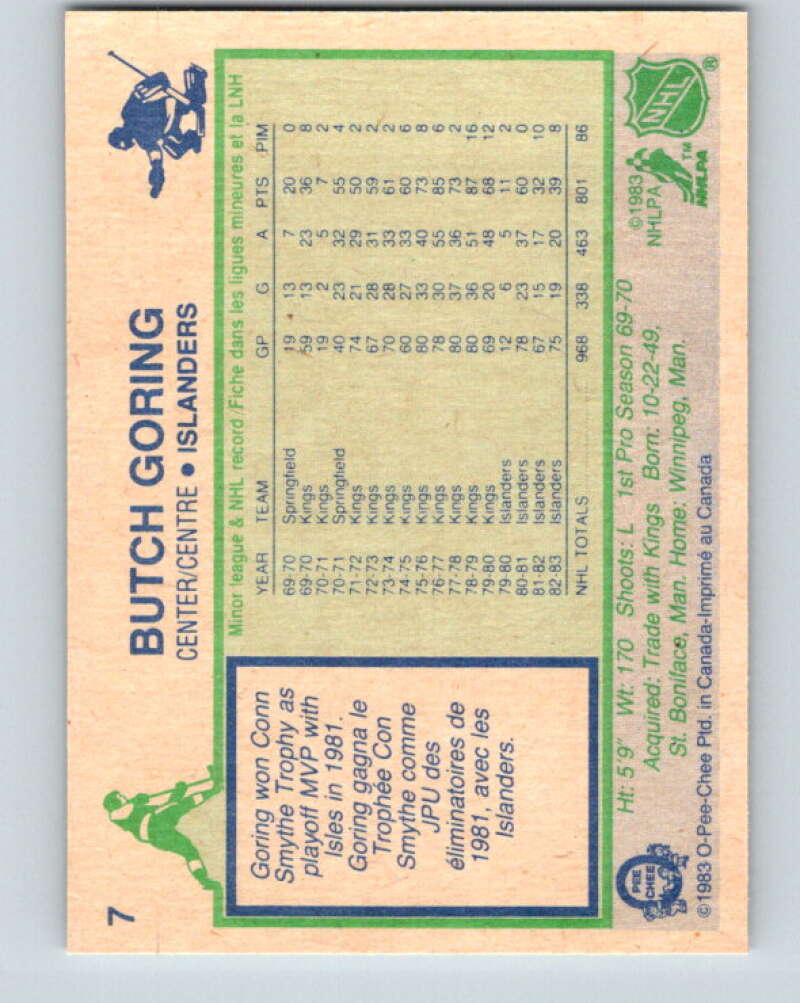 7
BUTCH GORING
CENTER/CENTRE • ISLANDERS
Goring won Conn
Smythe Trophy as
playoff MVP with
Isles in 1981.
Goring gagna le
Trophée Con
Smythe comme
JPU des
éliminatoires de
1981, avec les
Islanders.
Minor league & NHL record/Fiche dans les ligues mineures et la LNH
YEAR TEAM GP G A PTS PIM
69-70 Springfield 19 13 7 20 0
69-70 Kings 59 13 23 36 8
70-71 Kings 19 2 5 7 2
70-71 Springfield 40 23 32 55 4
71-72 Kings 74 21 29 50 2
72-73 Kings 67 28 31 59 2
73-74 Kings 70 28 33 61 2
74-75 Kings 60 27 33 60 6
75-76 Kings 80 33 40 73 8
76-77 Kings 78 30 55 85 6
77-78 Kings 80 37 36 73 2
78-79 Kings 80 36 51 87 16
79-80 Kings 69 20 48 68 12
79-80 Islanders 12 6 5 11 2
80-81 Islanders 78 23 37 60 0
81-82 Islanders 67 15 17 32 10
82-83 Islanders 75 19 20 39 8
NHL TOTALS 968 338 463 801 86
Ht: 5'9" Wt: 170 Shoots: L 1st Pro Season 69-70
Acquired: Trade with Kings Born: 10-22-49,
St. Boniface, Man. Home: Winnipeg, Man.
©1983
NHLPA
NHL ®
NHLPA ™
O
PEE
CHEE
©1983 O-Pee-Chee Ptd. in Canada-Imprimé au Canada